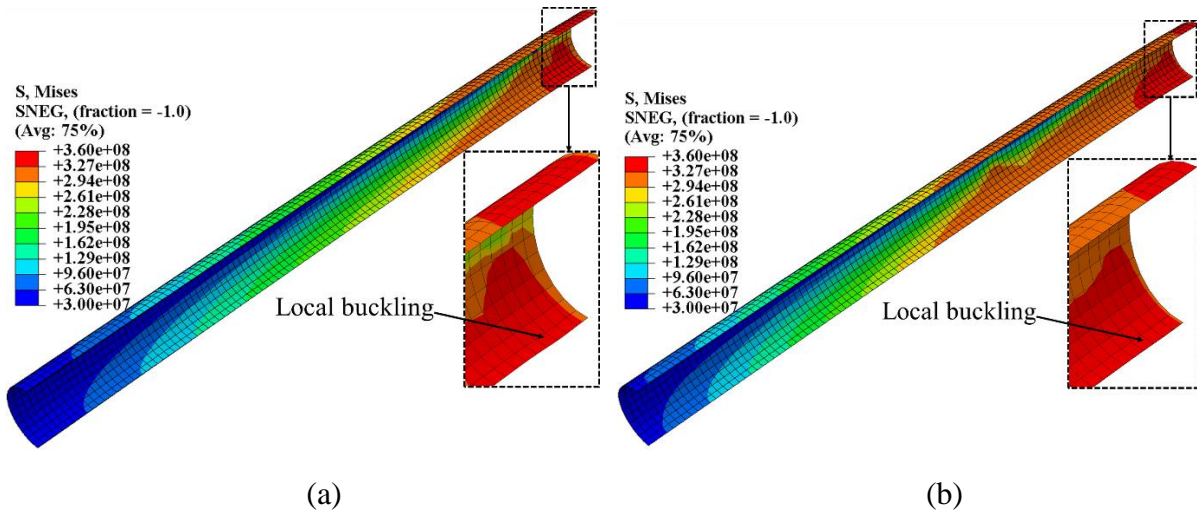 S, Mises
SNEG, (fraction = -1.0)
(Avg: 75%)
+3.60e+08
+3.27e+08
+2.94e+08
+2.61e+08
+2.28e+08
+1.95e+08
+1.62e+08
+1.29e+08
+9.60e+07
+6.30e+07
+3.00e+07
Local buckling
(a)
S, Mises
SNEG, (fraction = -1.0)
(Avg: 75%)
+3.60e+08
+3.27e+08
+2.94e+08
+2.61e+08
+2.28e+08
+1.95e+08
+1.62e+08
+1.29e+08
+9.60e+07
+6.30e+07
+3.00e+07
Local buckling
(b)